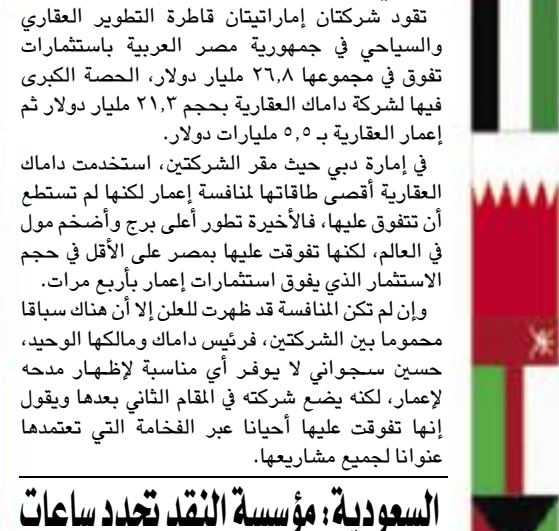 تقود شركتان إماراتيتان قاطرة التطوير العقاري
والسياحي في جمهورية مصر العربية باستثمارات
تفوق في مجموعها ٢٦,٨ مليار دولار، الحصة الكبرى
فيها لشركة داماك العقارية بحجم ٢١,٣ مليار دولار ثم
إعمار العقارية بـ ٥,٥ مليارات دولار.
في إمارة دبي حيث مقر الشركتين، استخدمت داماك
العقارية أقصى طاقاتها لمنافسة إعمار لكنها لم تستطع
أن تتفوق عليها، فالأخيرة تطور أعلى برج وأضخم مول
في العالم، لكنها تفوقت عليها بمصر على الأقل في حجم
الاستثمار الذي يفوق استثمارات إعمار بأربع مرات.
وإن لم تكن المنافسة قد ظهرت للعلن إلا أن هناك سباقا
محموما بين الشركتين، فرئيس داماك ومالكها الوحيد،
حسين سجواني لا يوفر أي مناسبة لإظهار مدحه
لإعمار، لكنه يضع شركته في المقام الثاني بعدها ويقول
إنها تفوقت عليها أحيانا عبر الفخامة التي تعتمدها
عنوانا لجميع مشاريعها.
السعودية: مؤسسة النقد تحدد ساعات